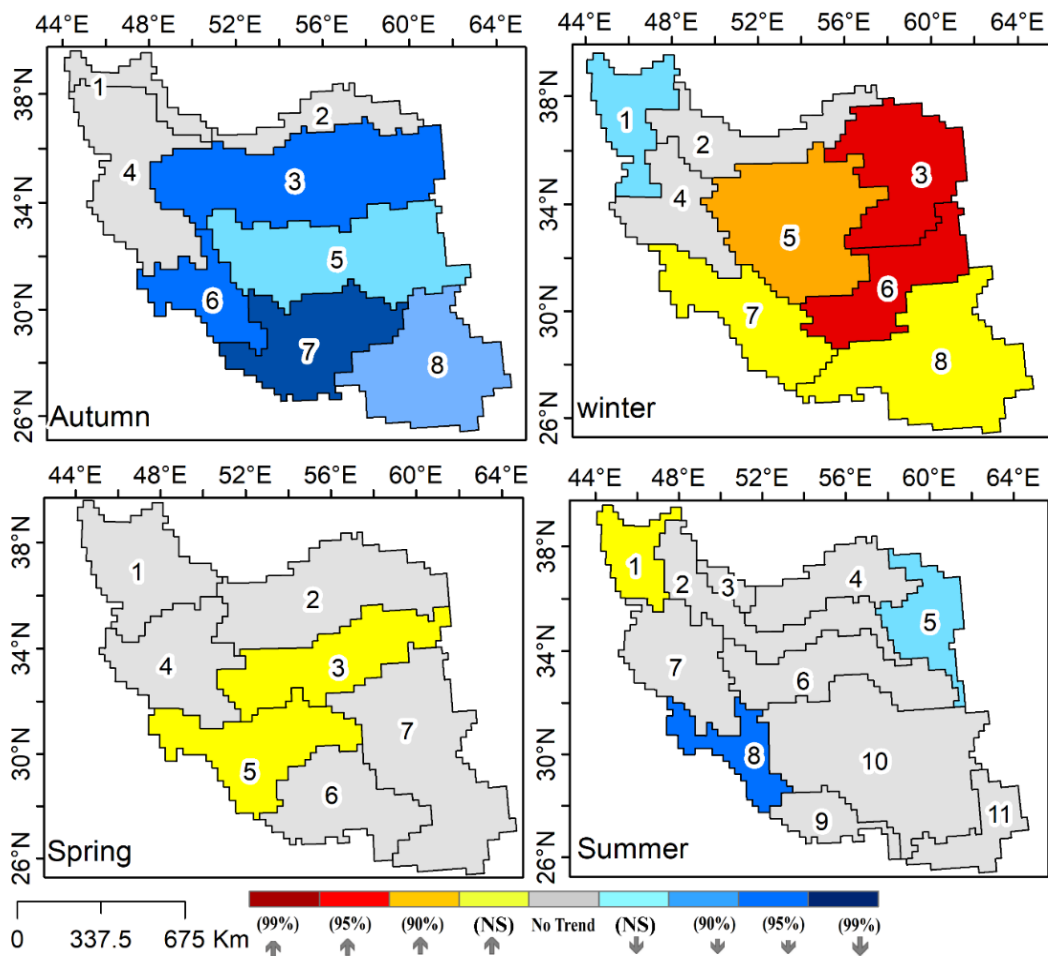 44°E 48°E 52°E 56°E 60°E 64°E
44°E 48°E 52°E 56°E 60°E 64°E
38°N
34°N
30°N
26°N
1
2
3
4
5
6
7
8
Autumn
38°N
34°N
30°N
26°N
1
2
3
4
5
6
7
8
winter
44°E 48°E 52°E 56°E 60°E 64°E
44°E 48°E 52°E 56°E 60°E 64°E
38°N
34°N
30°N
26°N
1
2
3
4
5
6
7
Spring
38°N
34°N
30°N
26°N
1
2
3
4
5
6
7
8
9
10
11
Summer
0 337.5 675 Km
(99%) (95%) (90%) (NS) No Trend (NS) (90%) (95%) (99%)